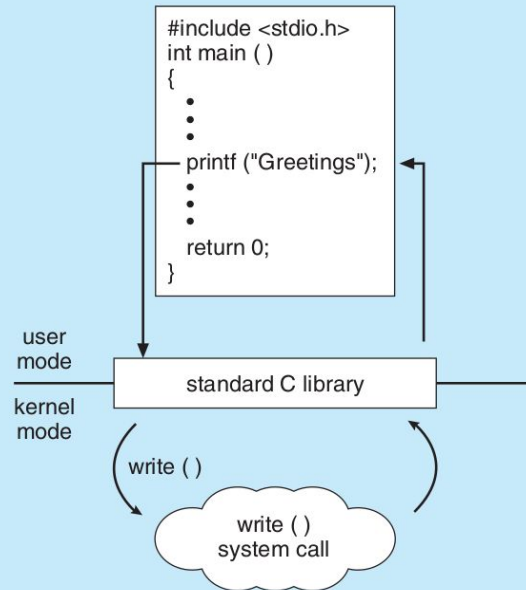 #include <stdio.h>
int main ( )
{
•
•
•
printf ("Greetings");
•
•
•
return 0;
}
user
mode
standard C library
kernel
mode
write ( )
write ( )
system call